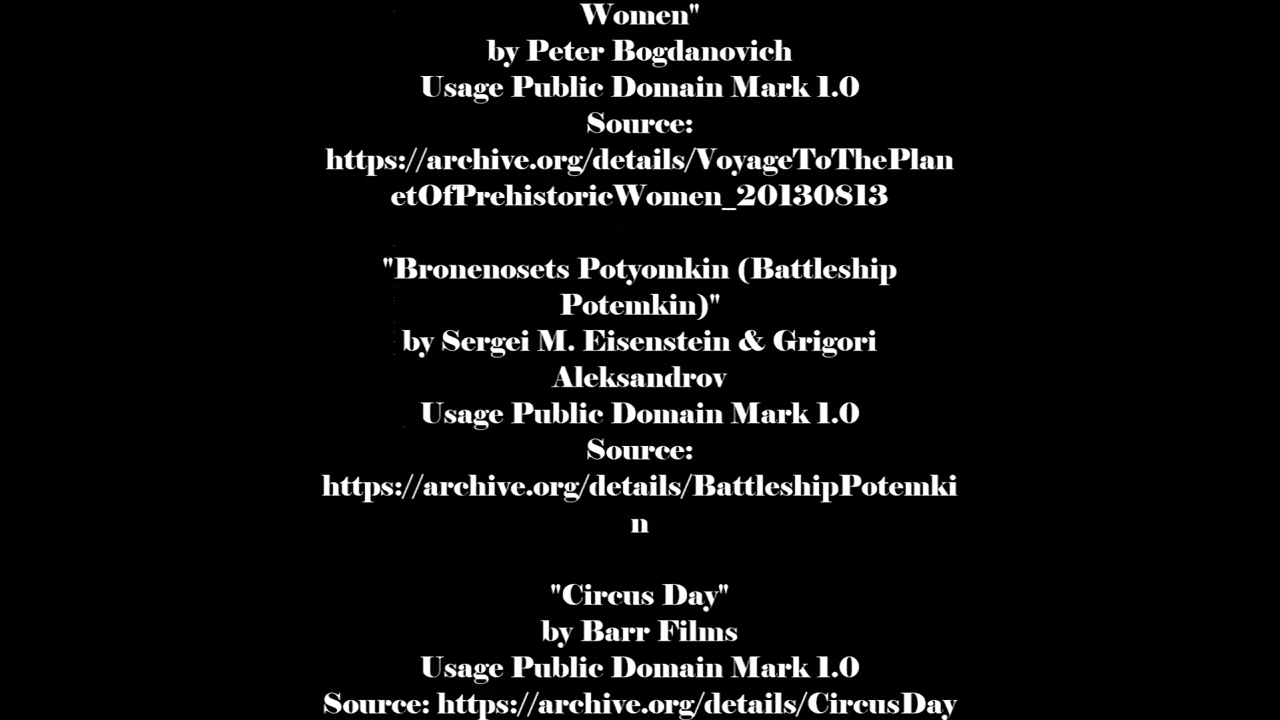 Women"
by Peter Bogdanovich
Usage Public Domain Mark 1.0
Source:
https://archive.org/details/VoyageToThePlan
etOfPrehistoricWomen_20130813
"Bronenosets Potyomkin (Battleship
Potemkin)"
by Sergei M. Eisenstein & Grigori
Aleksandrov
Usage Public Domain Mark 1.0
Source:
https://archive.org/details/BattleshipPotemki
n
"Circus Day"
by Barr Films
Usage Public Domain Mark 1.0
Source: https://archive.org/details/CircusDay